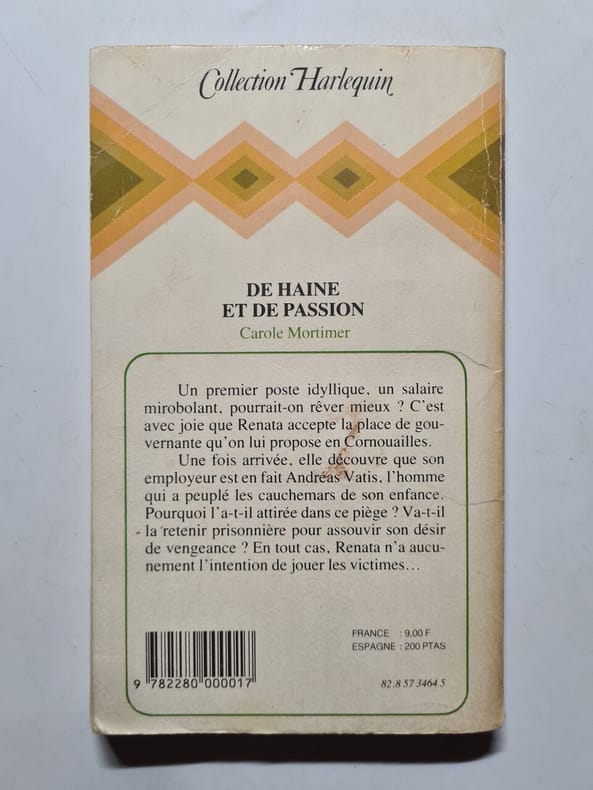 Collection Harlequin
DE HAINE
ET DE PASSION
Carole Mortimer
Un premier poste idyllique, un salaire
mirobolant, pourrait-on rêver mieux ? C'est
avec joie que Renata accepte la place de gou-
vernante qu'on lui propose en Cornouailles.
Une fois arrivée, elle découvre que son
employeur est en fait Andréas Vatis, l'homme
qui a peuplé les cauchemars de son enfance.
Pourquoi l'a-t-il attirée dans ce piège ? Va-t-il
la retenir prisonnière pour assouvir son désir
de vengeance ? En tout cas, Renata n'a aucu-
nement l'intention de jouer les victimes...
FRANCE : 9.00 F
ESPAGNE : 200 PTAS
9 782280 000017
82.8 57 3464 5